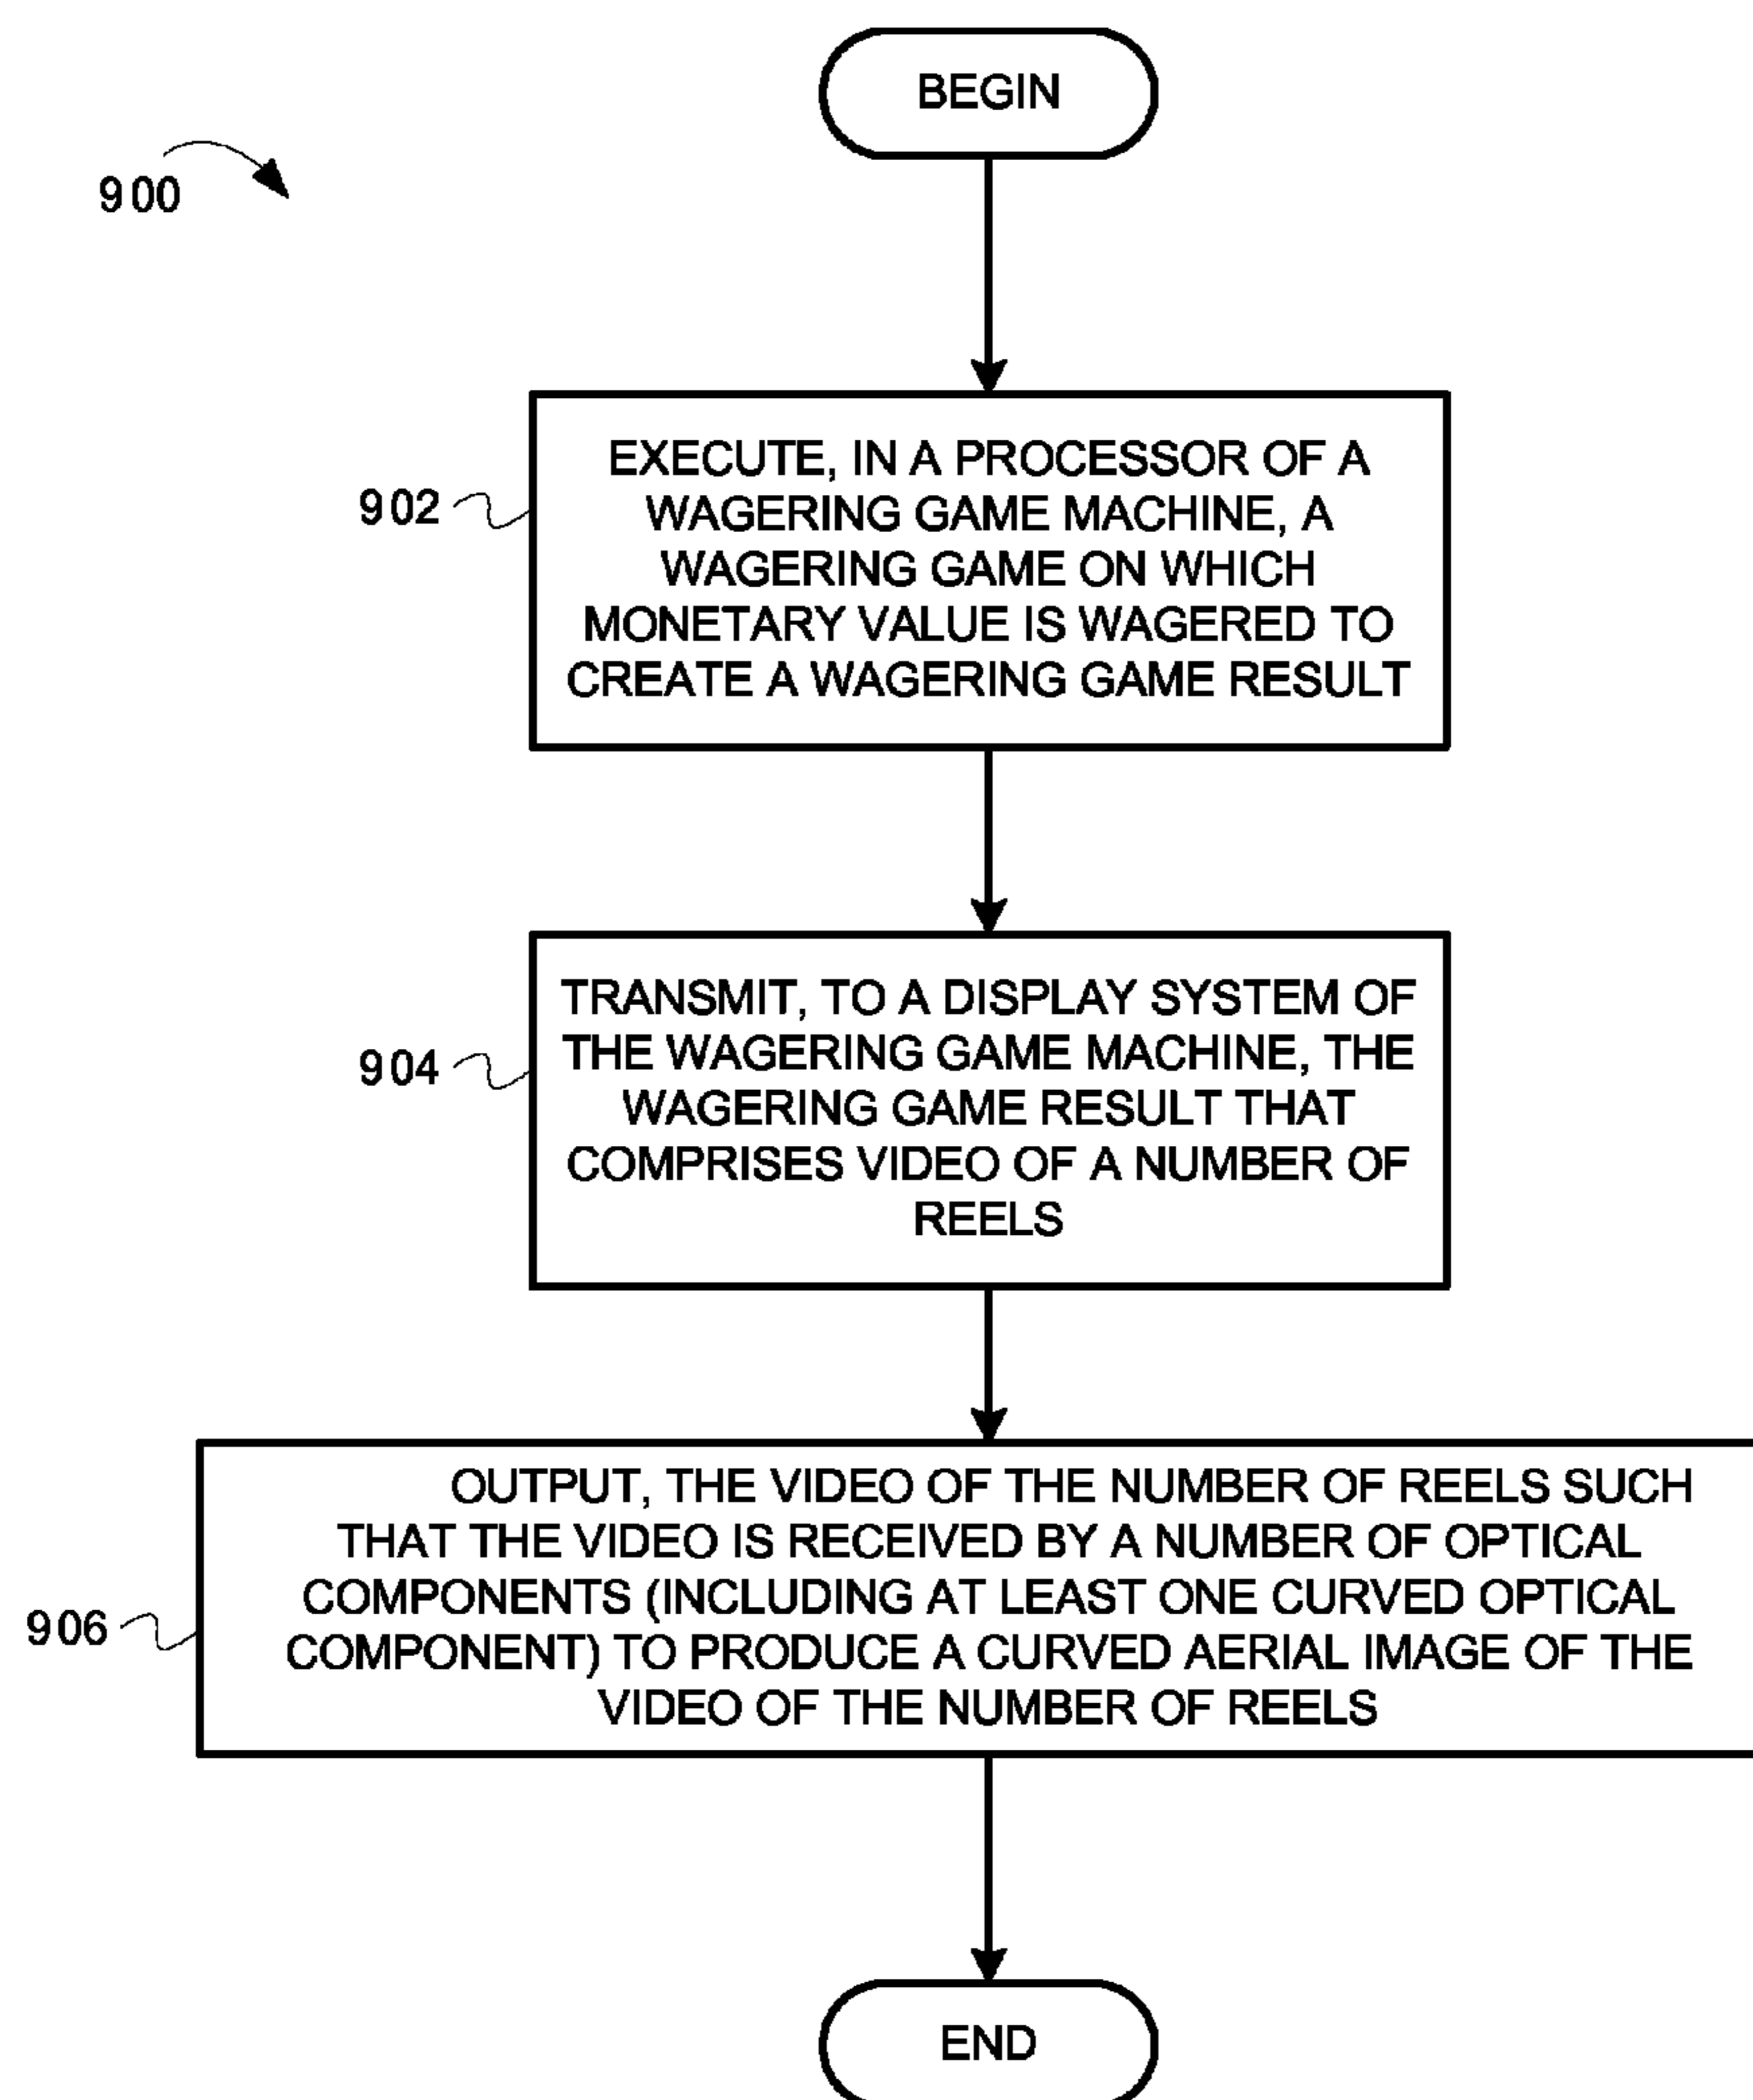 BEGIN
900
902
EXECUTE, IN A PROCESSOR OF A
WAGERING GAME MACHINE, A
WAGERING GAME ON WHICH
MONETARY VALUE IS WAGERED TO
CREATE A WAGERING GAME RESULT
904
TRANSMIT, TO A DISPLAY SYSTEM OF
THE WAGERING GAME MACHINE, THE
WAGERING GAME RESULT THAT
COMPRISES VIDEO OF A NUMBER OF
REELS
906
OUTPUT, THE VIDEO OF THE NUMBER OF REELS SUCH
THAT THE VIDEO IS RECEIVED BY A NUMBER OF OPTICAL
COMPONENTS (INCLUDING AT LEAST ONE CURVED OPTICAL
COMPONENT) TO PRODUCE A CURVED AERIAL IMAGE OF THE
VIDEO OF THE NUMBER OF REELS
END